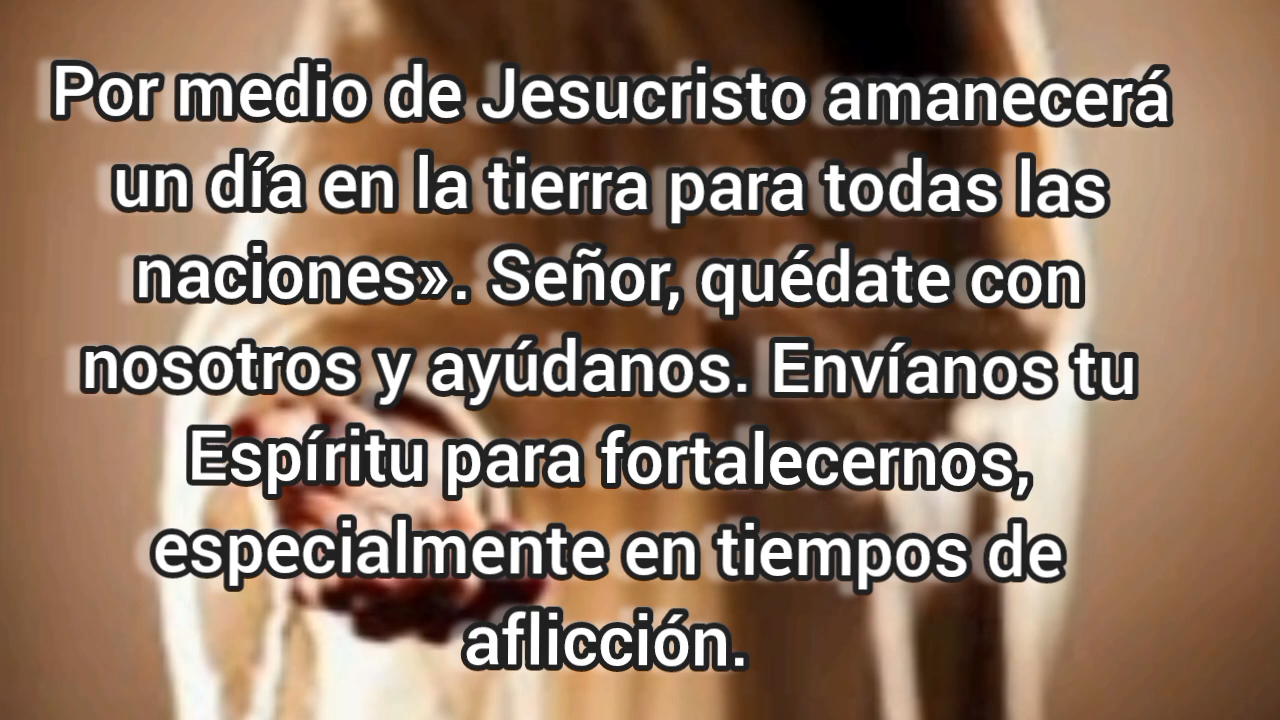 Por medio de Jesucristo amanecerá
un día en la tierra para todas las
naciones». Señor, quédate con
nosotros y ayúdanos. Envíanos tu
Espíritu para fortalecernos,
especialmente en tiempos de
aflicción.